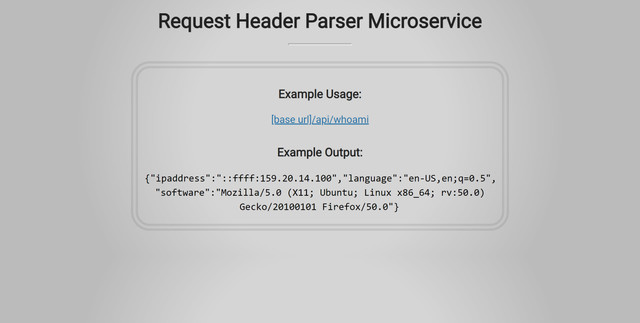 Request Header Parser Microservice
Example Usage:
[base url]/api/whoami
Example Output:
{"ipaddress":"::ffff:159.20.14.100","language":"en-US,en;q=0.5",
"software":"Mozilla/5.0 (X11; Ubuntu; Linux x86_64; rv:50.0)
Gecko/20100101 Firefox/50.0"}